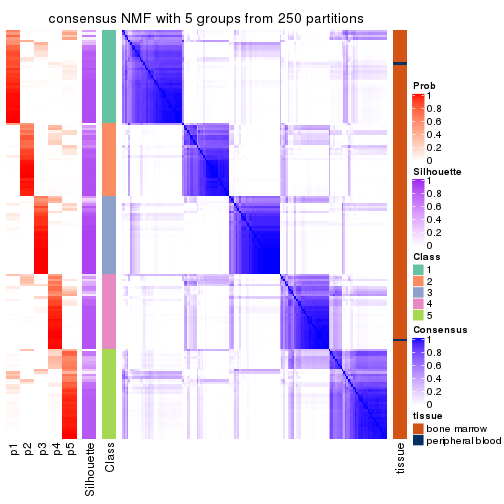 consensus NMF with 5 groups from 250 partitions
Prob
1
0.8
0.6
0.4
0.2
0
Silhouette
1
0.8
0.6
0.4
0.2
0
Class
1
2
3
4
5
Consensus
1
0.8
0.6
0.4
0.2
0
tissue
bone marrow
peripheral blood
p1
p2
p3
p4
p5
Silhouette
Class
tissue